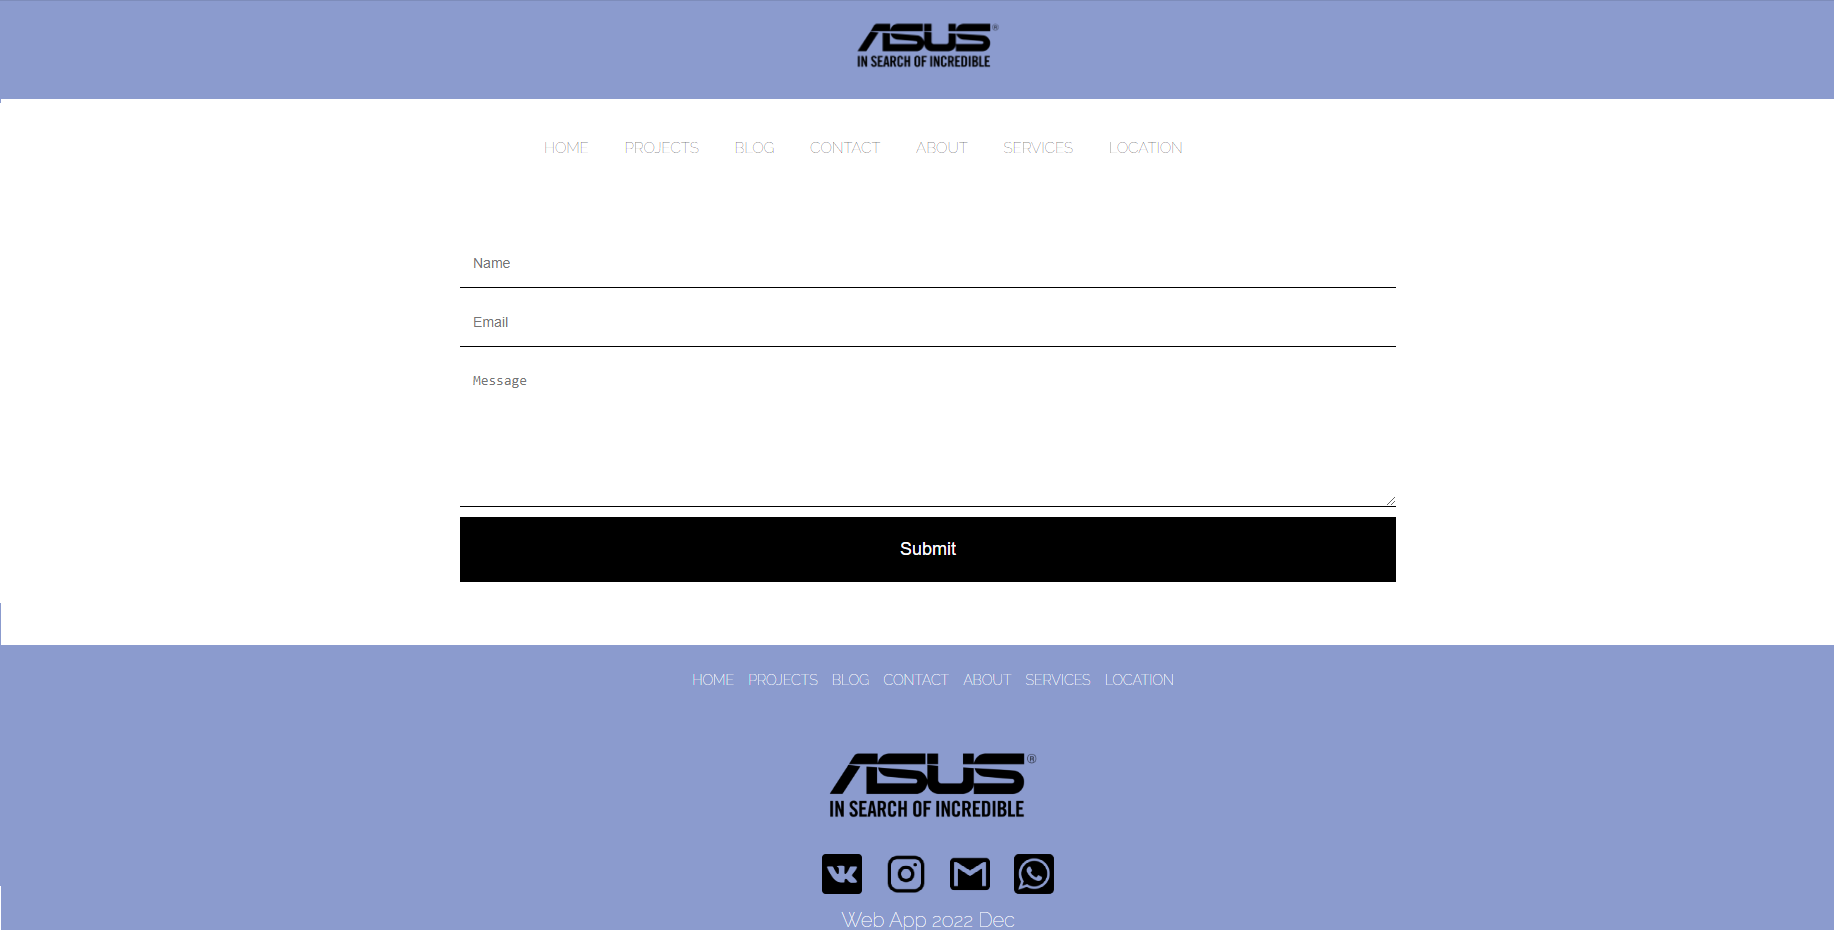 ASUS®
IN SEARCH OF INCREDIBLE
HOME PROJECTS BLOG CONTACT ABOUT SERVICES LOCATION
Name
Email
Message
Submit
HOME PROJECTS BLOG CONTACT ABOUT SERVICES LOCATION
ASUS®
IN SEARCH OF INCREDIBLE
Web App 2022 Dec